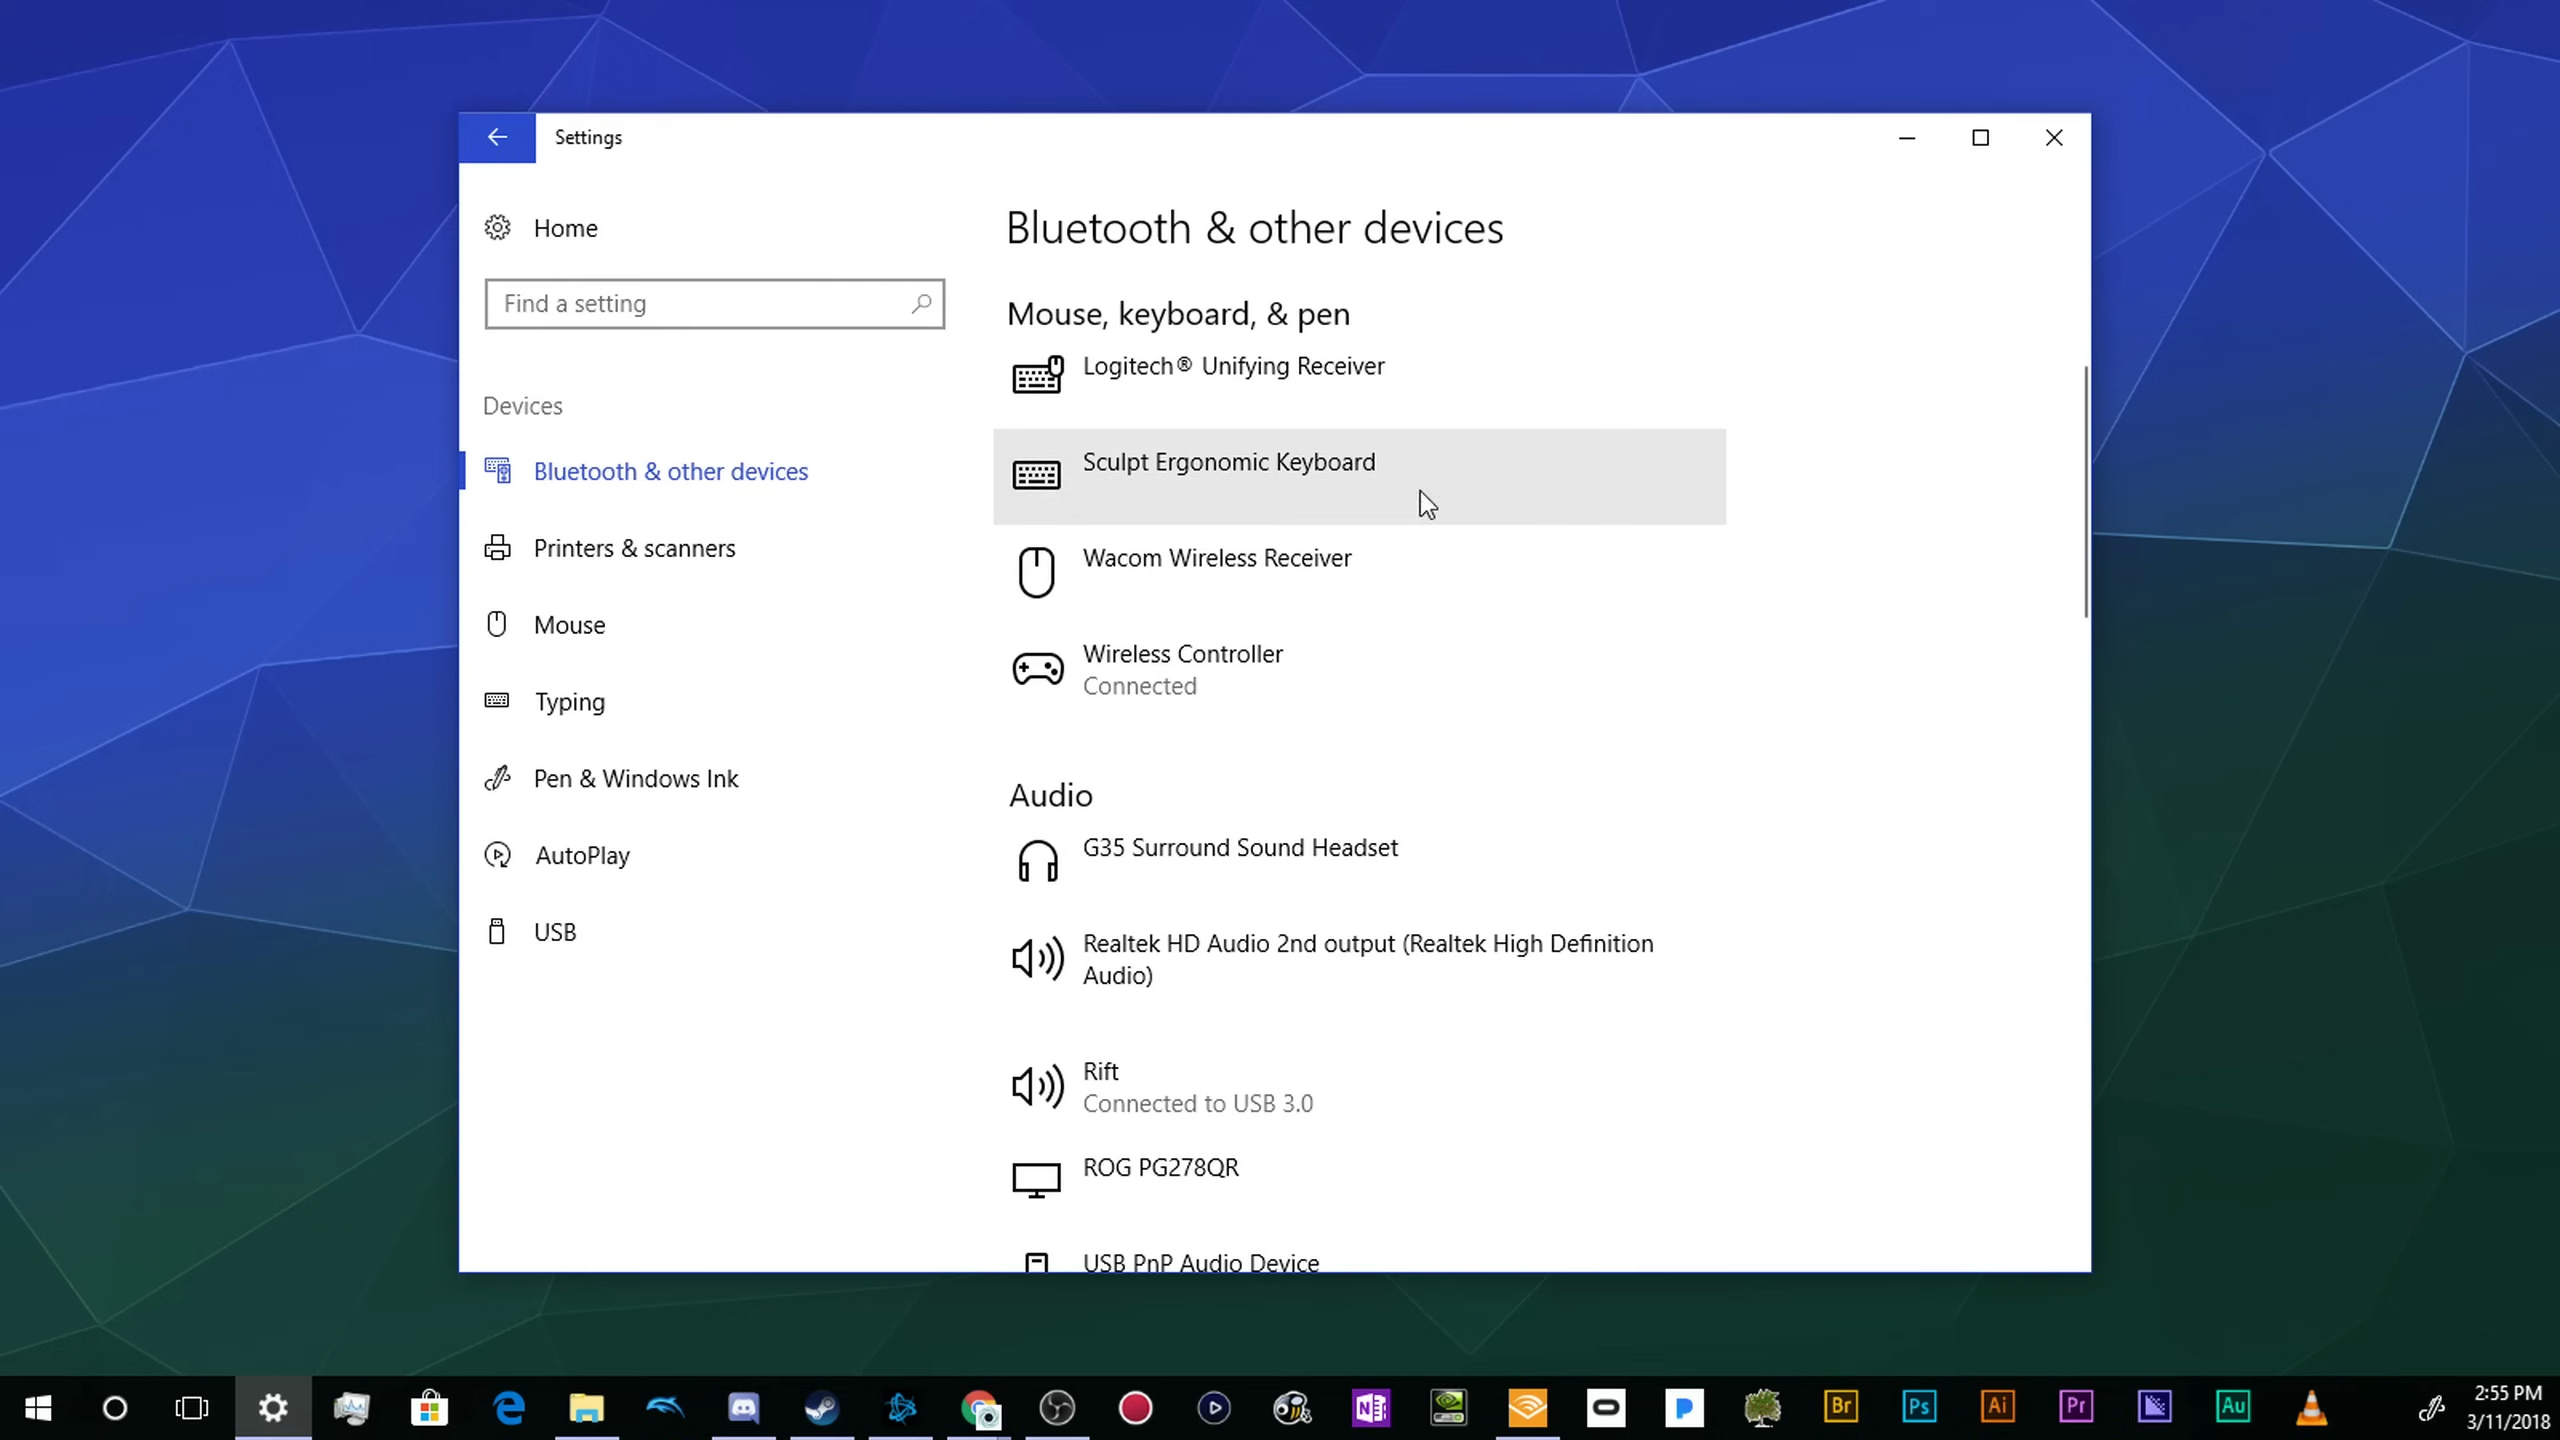 Settings
Home
Find a setting
Devices
Bluetooth & other devices
Printers & scanners
Mouse
Typing
Pen & Windows Ink
AutoPlay
USB
Bluetooth & other devices
Mouse, keyboard, & pen
Logitech® Unifying Receiver
Sculpt Ergonomic Keyboard
Wacom Wireless Receiver
Wireless Controller
Connected
Audio
G35 Surround Sound Headset
Realtek HD Audio 2nd output (Realtek High Definition
Audio)
Rift
Connected to USB 3.0
ROG PG278QR
USB PnP Audio Device
Br
Ps
Ai
Pr
Au
2:55 PM
3/11/2018